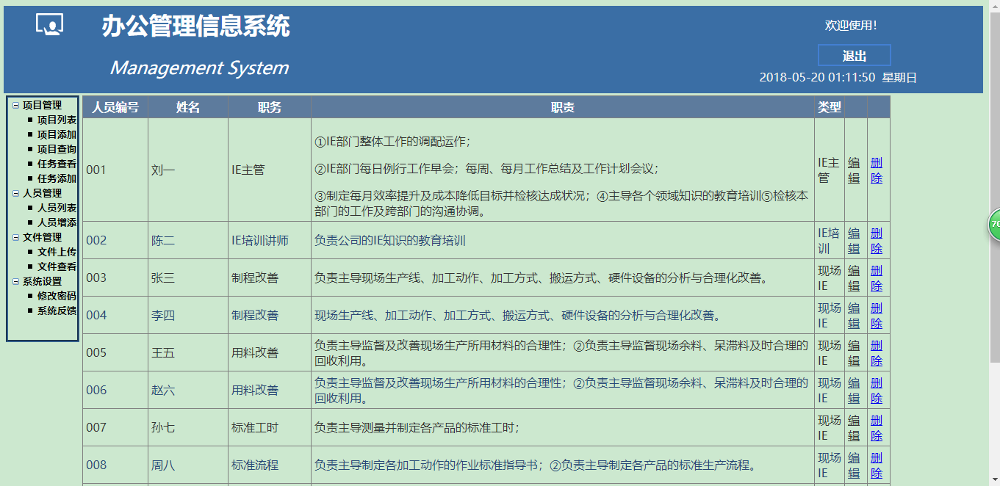 办公管理信息系统
Management System
欢迎使用！
退出
2018-05-20 01:11:50 星期日
项目管理
项目列表
项目添加
项目查询
任务查看
任务添加
人员管理
人员列表
人员增添
文件管理
文件上传
文件查看
系统设置
修改密码
系统反馈
人员编号 姓名 职务 职责 类型
001 刘一 IE主管
①IE部门整体工作的调配运作；
②IE部门每日例行工作早会；每周、每月工作总结及工作计划会议；
③制定每月效率提升及成本降低目标并检核达成状况；④主导各个领域知识的教育培训⑤检核本
部门的工作及跨部门的沟通协调。
IE主
管
编
辑
删
除
002 陈二 IE培训讲师 负责公司的IE知识的教育培训
IE培
训
编
辑
删
除
003 张三 制程改善 负责主导现场生产线、加工动作、加工方式、搬运方式、硬件设备的分析与合理化改善。
现场
IE
编
辑
删
除
004 李四 制程改善 现场生产线、加工动作、加工方式、搬运方式、硬件设备的分析与合理化改善。
现场
IE
编
辑
删
除
005 王五 用料改善
负责主导监督及改善现场生产所用材料的合理性；②负责主导监督现场余料、呆滞料及时合理的
回收利用。
现场
IE
编
辑
删
除
006 赵六 用料改善
负责主导监督及改善现场生产所用材料的合理性；②负责主导监督现场余料、呆滞料及时合理的
回收利用。
现场
IE
编
辑
删
除
007 孙七 标准工时 负责主导测量并制定各产品的标准工时；
现场
IE
编
辑
删
除
008 周八 标准流程 负责主导制定各加工动作的作业标准指导书；②负责主导制定各产品的标准生产流程。
现场
IE
编
辑
删
除